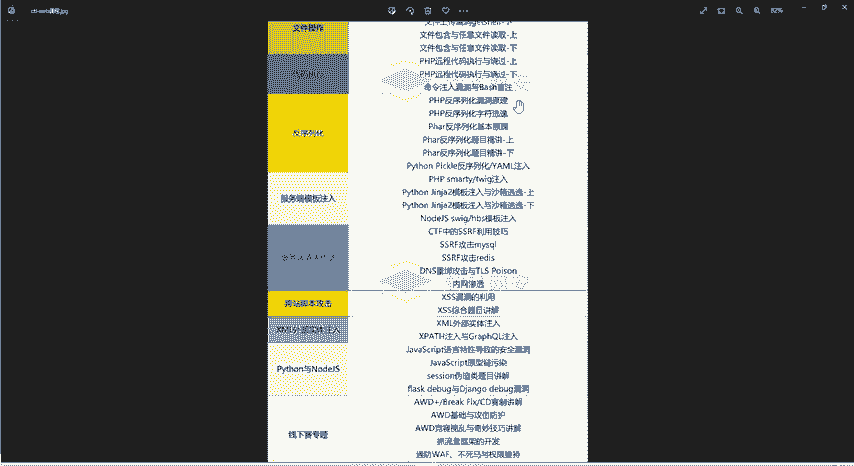 ctf-web课程.jpg
82%
文件操作
文件上传漏洞getshell-下
文件包含与任意文件读取-上
文件包含与任意文件读取-下
PHP远程代码执行与绕过-上
PHP远程代码执行与绕过-下
命令注入漏洞与Bash盲注
反序列化
PHP反序列化漏洞原理
PHP反序列化字符逃逸
Phar反序列化基本原理
Phar反序列化题目精讲-上
Phar反序列化题目精讲-下
Python Pickle反序列化/YAML注入
服务端模板注入
PHP smarty/twig注入
Python Jinja2模板注入与沙箱逃逸-上
Python Jinja2模板注入与沙箱逃逸-下
NodeJS swig/hbs模板注入
CTF中的SSRF利用技巧
SSRF攻击mysql
SSRF攻击redis
DNS重绑攻击与TLS Poison
内网渗透
跨站脚本攻击
XSS漏洞的利用
XSS综合题目讲解
XML外部实体注入
XML外部实体注入
XPATH注入与GraphQL注入
Python与NodeJS
JavaScript语言特性导致的安全漏洞
JavaScript原型链污染
session伪造类题目讲解
flask debug与Django debug漏洞
线下赛专题
AWD+/Break Fix/CD赛制讲解
AWD基础与攻击防护
AWD竞赛搅乱与奇妙技巧讲解
抓流量框架的开发
通防WAF、不死马与权限维持